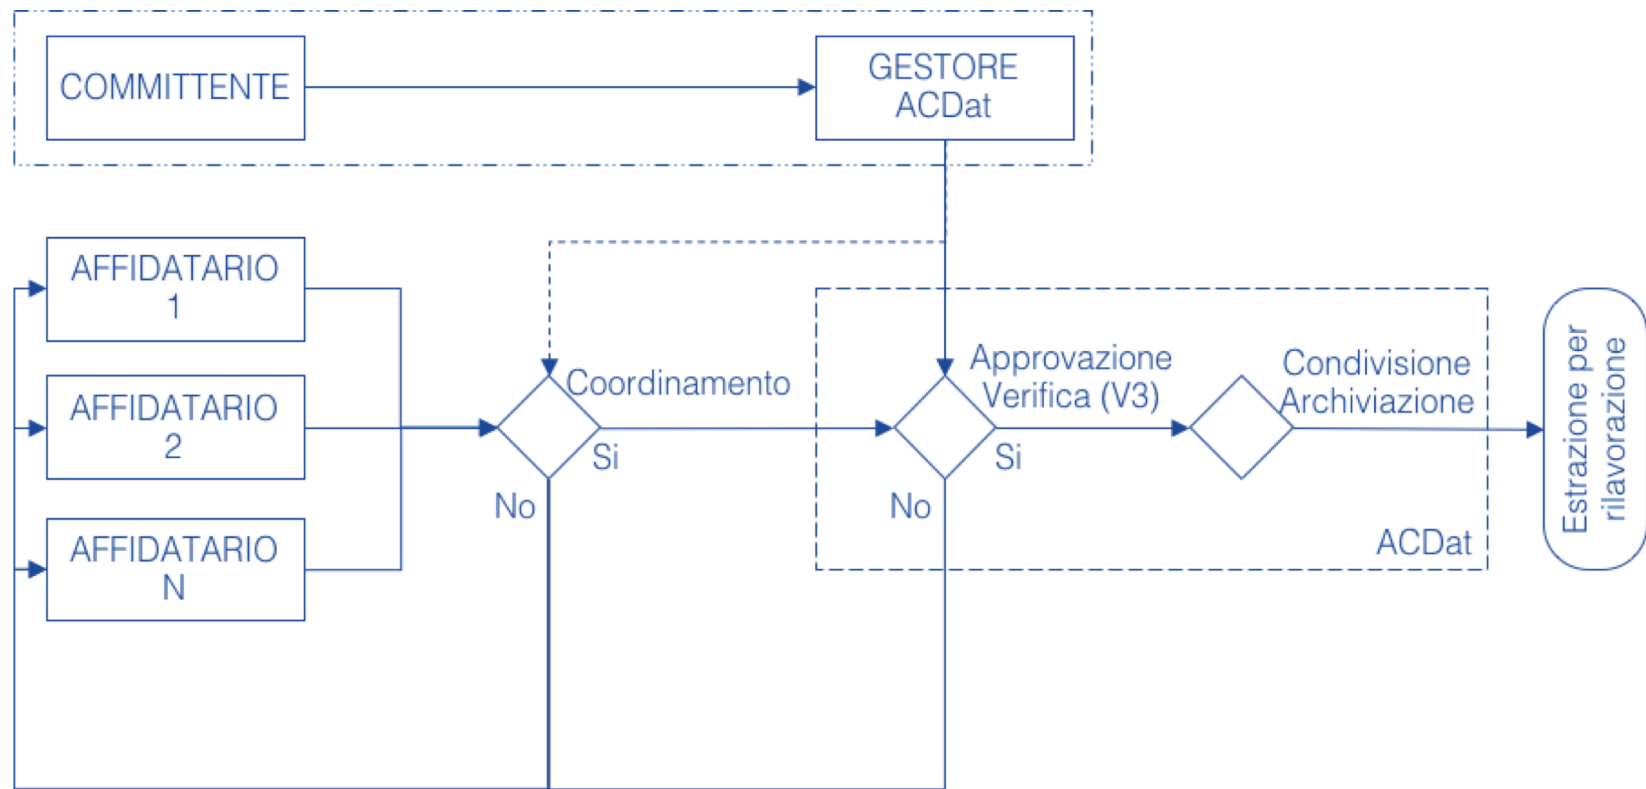 COMMITTENTE
GESTORE
ACDat
AFFIDATARIO
1
AFFIDATARIO
2
AFFIDATARIO
N
Coordinamento
Si
No
Approvazione
Verifica (V3)
Si
No
Condivisione
Archiviazione
ACDat
Estrazione per
rilavorazione